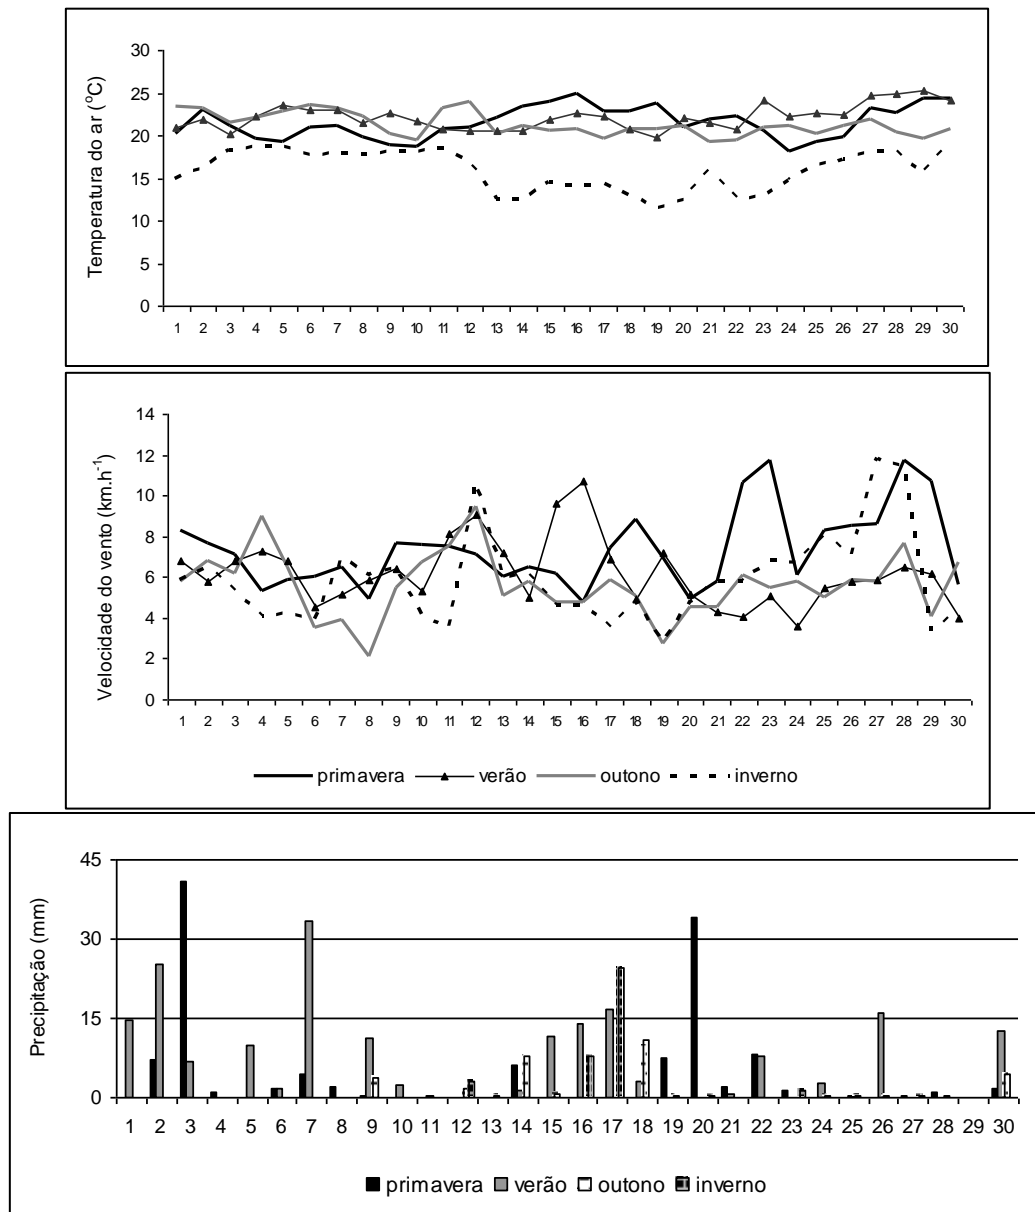 Temperatura do ar (°C)
30
25
20
15
10
5
0
1 2 3 4 5 6 7 8 9 10 11 12 13 14 15 16 17 18 19 20 21 22 23 24 25 26 27 28 29 30
Velocidade do vento (km.h⁻¹)
14
12
10
8
6
4
2
0
1 2 3 4 5 6 7 8 9 10 11 12 13 14 15 16 17 18 19 20 21 22 23 24 25 26 27 28 29 30
primavera verão outono inverno
Precipitação (mm)
45
30
15
0
1 2 3 4 5 6 7 8 9 10 11 12 13 14 15 16 17 18 19 20 21 22 23 24 25 26 27 28 29 30
primavera verão outono inverno